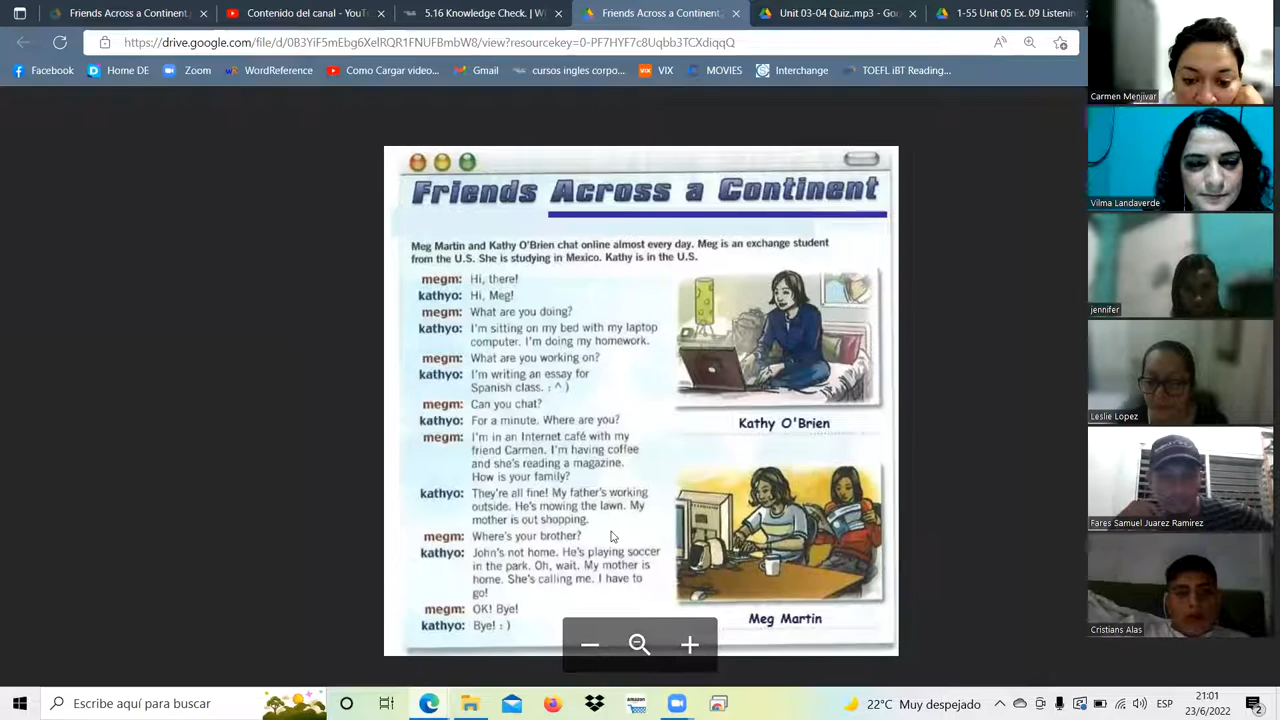 Friends Across a Continent
Contenido del canal - YouT
5.16 Knowledge Check. | W
Friends Across a Continent
Unit 03-04 Quiz..mp3 - Goo
1-55 Unit 05 Ex. 09 Listenin
https://drive.google.com/file/d/0B3YiF5mEbg6XelRQR1FNUFBmbW8/view?resourcekey=0-PF7HYF7c8Uqbb3TCXdiqqQ
Facebook
Home DE
Zoom
WordReference
Como Cargar video...
Gmail
cursos ingles corpo...
VIX
MOVIES
Interchange
TOEFL iBT Reading...
Friends Across a Continent
Meg Martin and Kathy O'Brien chat online almost every day. Meg is an exchange student
from the U.S. She is studying in Mexico. Kathy is in the U.S.
megm: Hi, there!
kathyo: Hi, Meg!
megm: What are you doing?
kathyo: I'm sitting on my bed with my laptop
computer. I'm doing my homework.
megm: What are you working on?
kathyo: I'm writing an essay for
Spanish class. : ^ )
megm: Can you chat?
kathyo: For a minute. Where are you?
megm: I'm in an Internet café with my
friend Carmen. I'm having coffee
and she's reading a magazine.
How is your family?
kathyo: They're all fine! My father's working
outside. He's mowing the lawn. My
mother is out shopping.
megm: Where's your brother?
kathyo: John's not home. He's playing soccer
in the park. Oh, wait. My mother is
home. She's calling me. I have to
go!
megm: OK! Bye!
kathyo: Bye! : )
Kathy O'Brien
Meg Martin
Carmen Menjivar
Vilma Landaverde
jennifer
Leslie Lopez
Fares Samuel Juarez Ramirez
Cristians Alas
Escribe aquí para buscar
amazon
22°C Muy despejado
ESP
21:01
23/6/2022
2